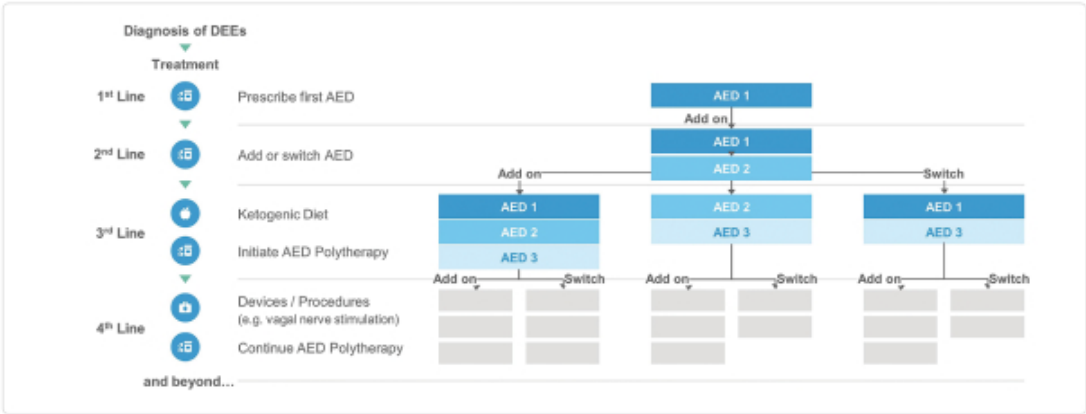 Diagnosis of DEEs
Treatment
1st Line
Prescribe first AED
AED 1
Add on
2nd Line
Add or switch AED
AED 1
AED 2
Add on
Switch
3rd Line
Ketogenic Diet
Initiate AED Polytherapy
AED 1
AED 2
AED 3
AED 2
AED 3
AED 1
AED 3
Add on
Switch
Add on
Switch
Add on
Switch
4th Line
Devices / Procedures
(e.g. vagal nerve stimulation)
Continue AED Polytherapy
and beyond...